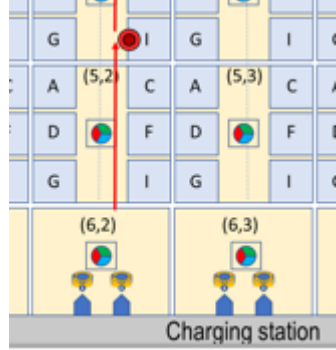 G I G I
(5,2) (5,3)
C A C A C
D F D F
G I G I
(6,2) (6,3)
Charging station